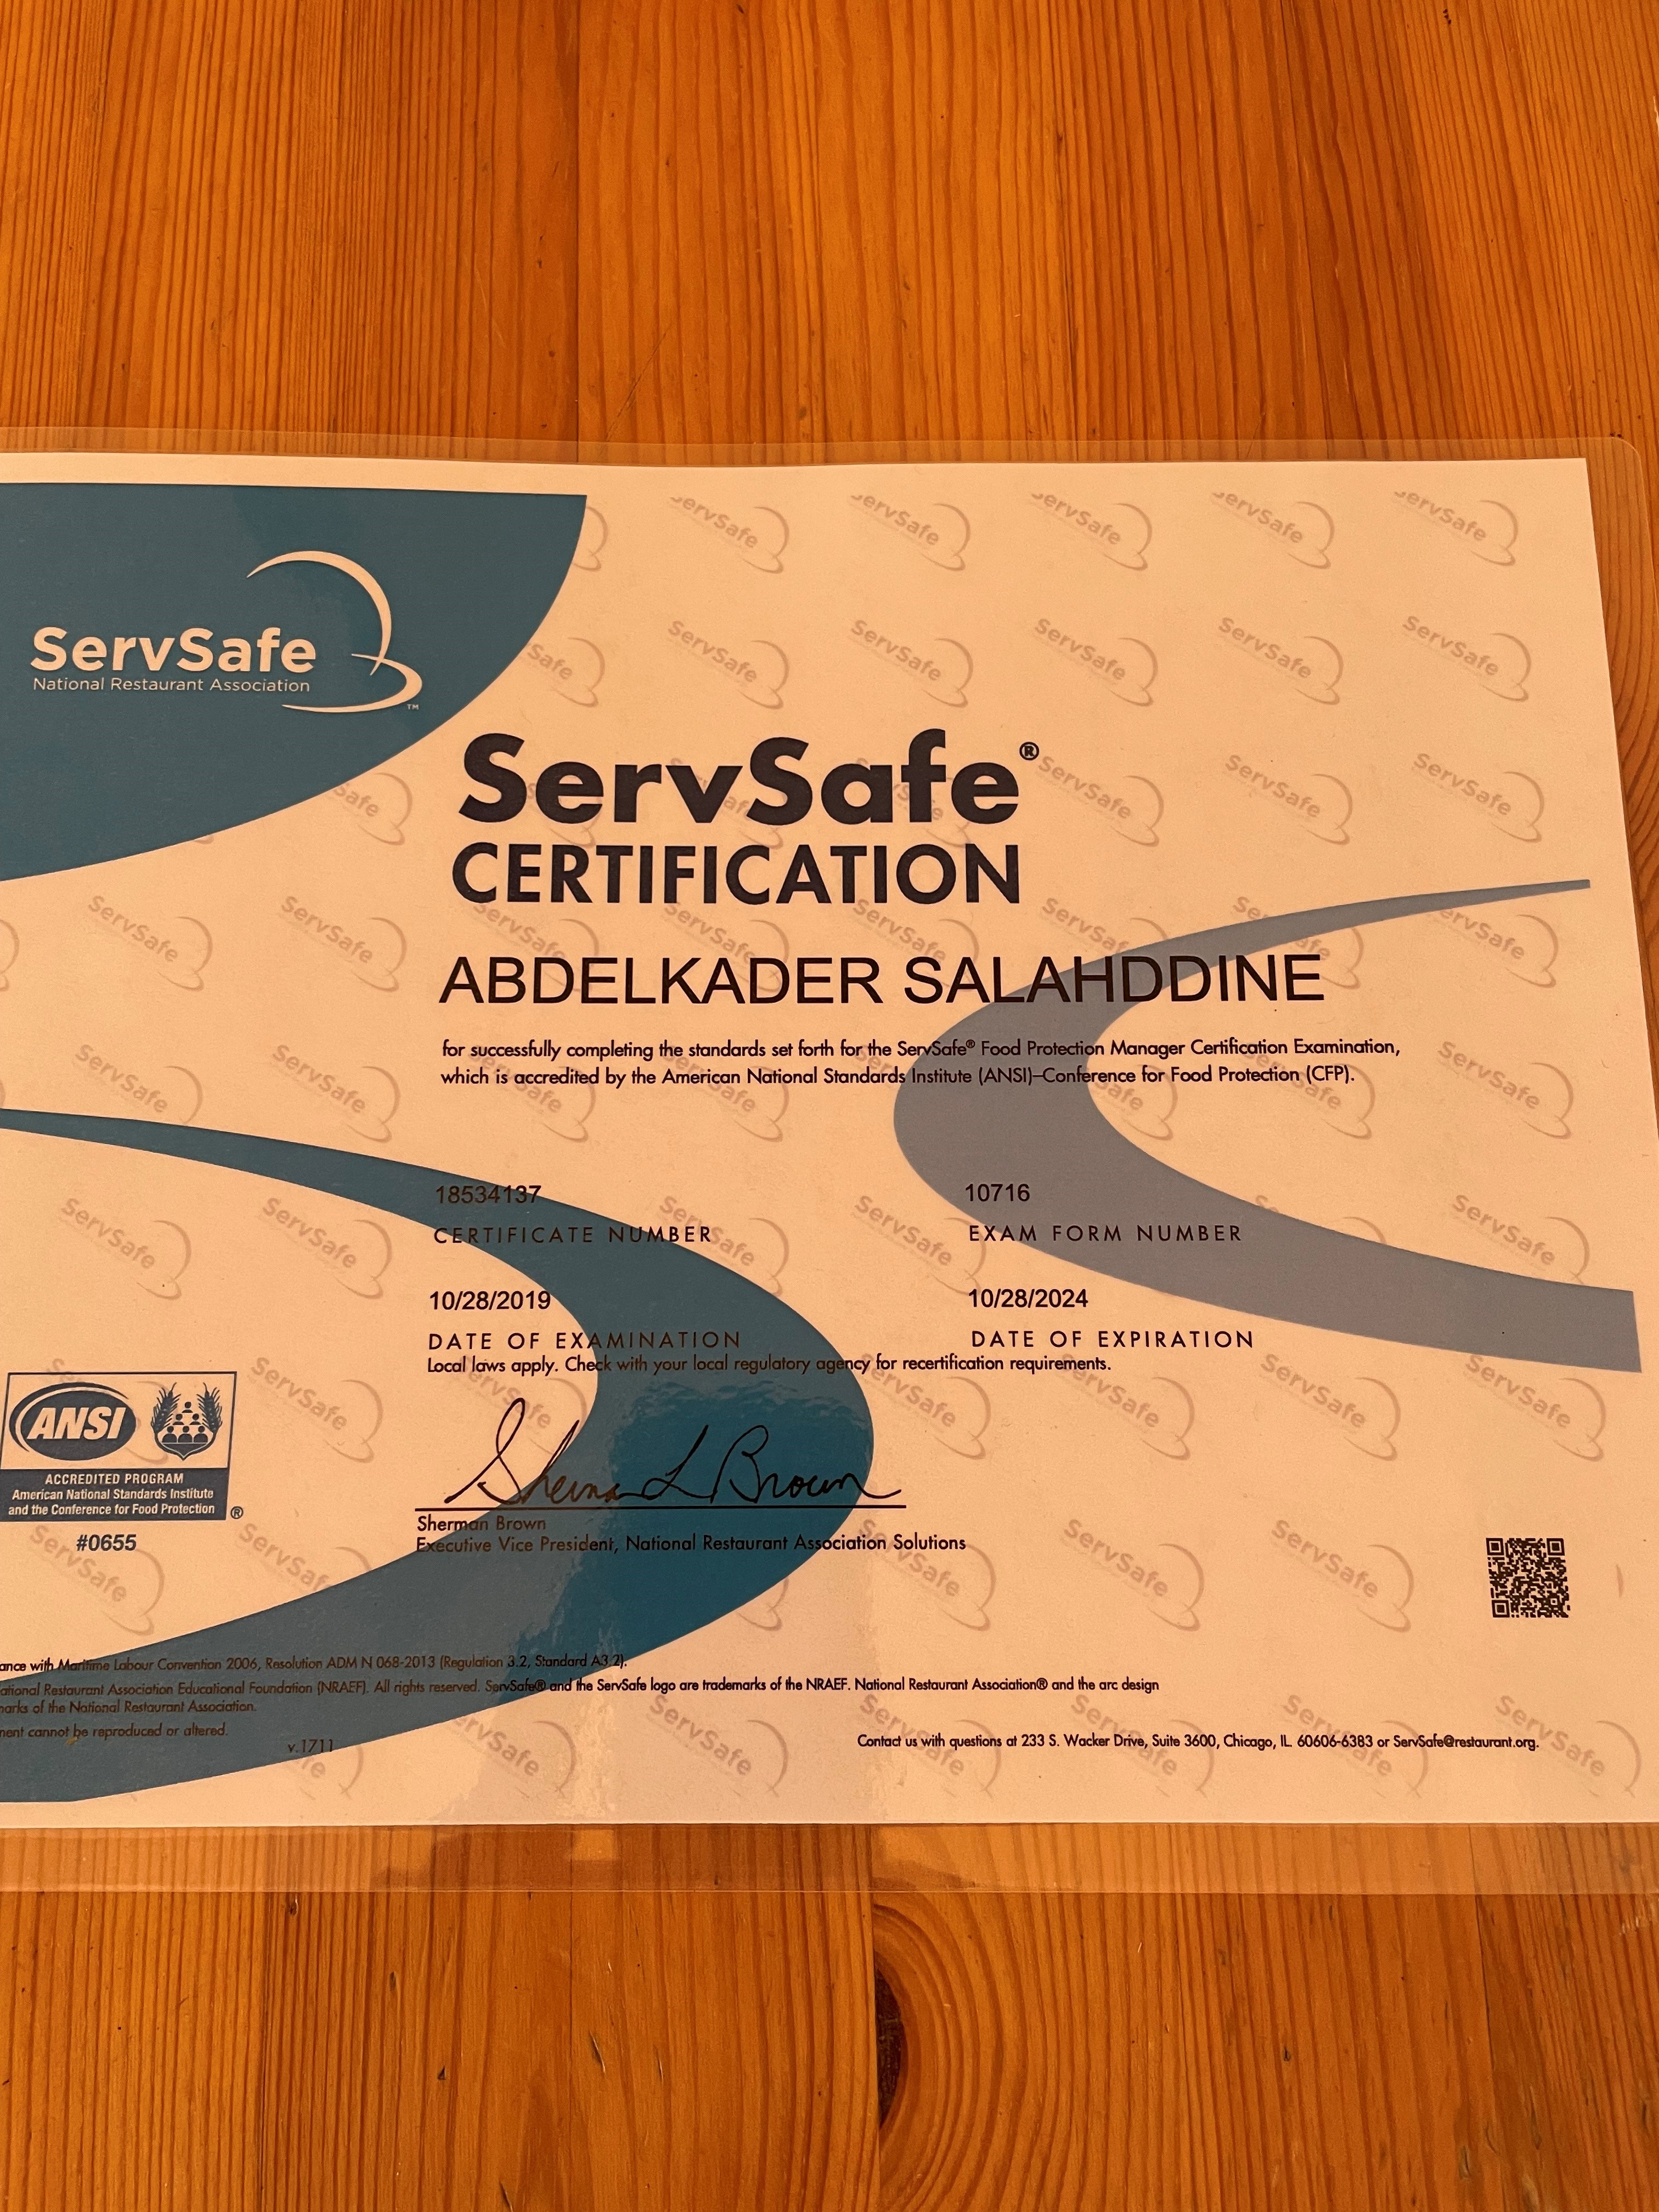 ServSafe
National Restaurant Association
TM
ServSafe®
CERTIFICATION
ABDELKADER SALAHDDINE
for successfully completing the standards set forth for the ServSafe® Food Protection Manager Certification Examination,
which is accredited by the American National Standards Institute (ANSI)–Conference for Food Protection (CFP).
18534137
CERTIFICATE NUMBER
10716
EXAM FORM NUMBER
10/28/2019
DATE OF EXAMINATION
10/28/2024
DATE OF EXPIRATION
Local laws apply. Check with your local regulatory agency for recertification requirements.
ANSI
ACCREDITED PROGRAM
American National Standards Institute
and the Conference for Food Protection
®
#0655
Sherman L Brown
Sherman Brown
Executive Vice President, National Restaurant Association Solutions
with Maritime Labour Convention 2006, Resolution ADM N 068-2013 (Regulation 3.2, Standard A3.2).
Restaurant Association Educational Foundation (NRAEF). All rights reserved. ServSafe® and the ServSafe logo are trademarks of the NRAEF. National Restaurant Association® and the arc design
of the National Restaurant Association.
cannot be reproduced or altered.
v.1711
Contact us with questions at 233 S. Wacker Drive, Suite 3600, Chicago, IL 60606-6383 or ServSafe@restaurant.org.